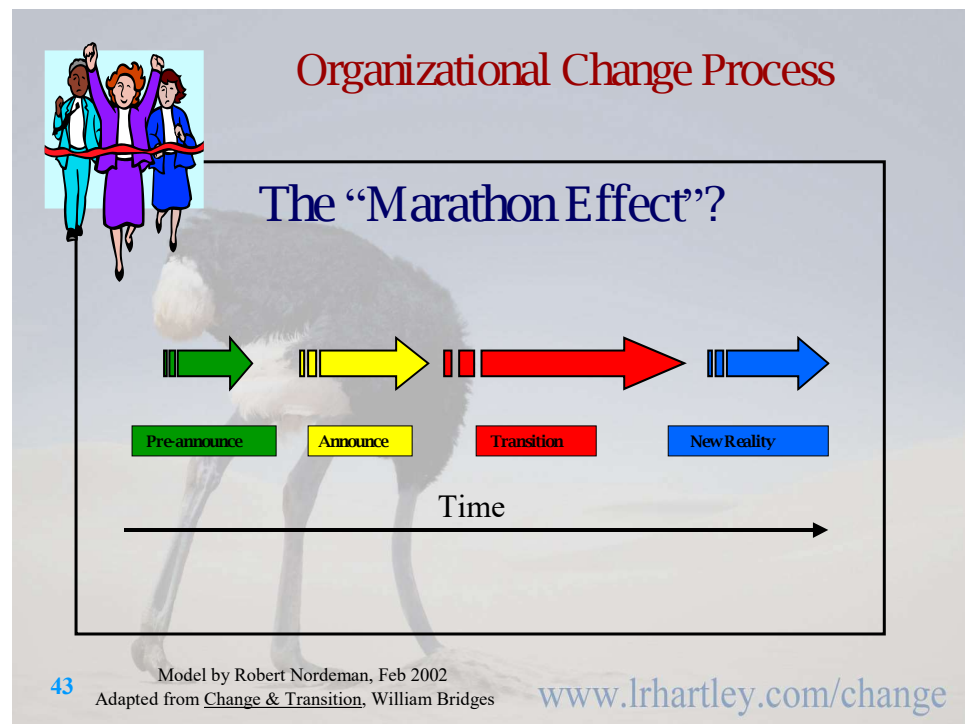 Organizational Change Process
The “Marathon Effect”?
Pre-announce
Announce
Transition
New Reality
Time
43
Model by Robert Nordeman, Feb 2002
Adapted from Change & Transition, William Bridges
www.lrhartley.com/change